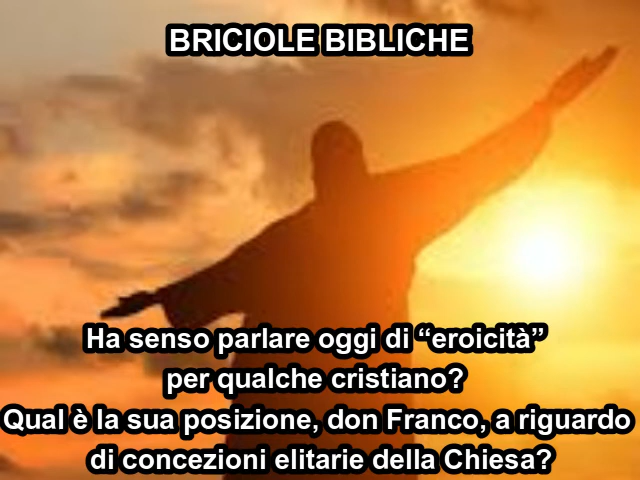 BRICIOLE BIBLICHE
Ha senso parlare oggi di “eroicità”
per qualche cristiano?
Qual è la sua posizione, don Franco, a riguardo
di concezioni elitarie della Chiesa?